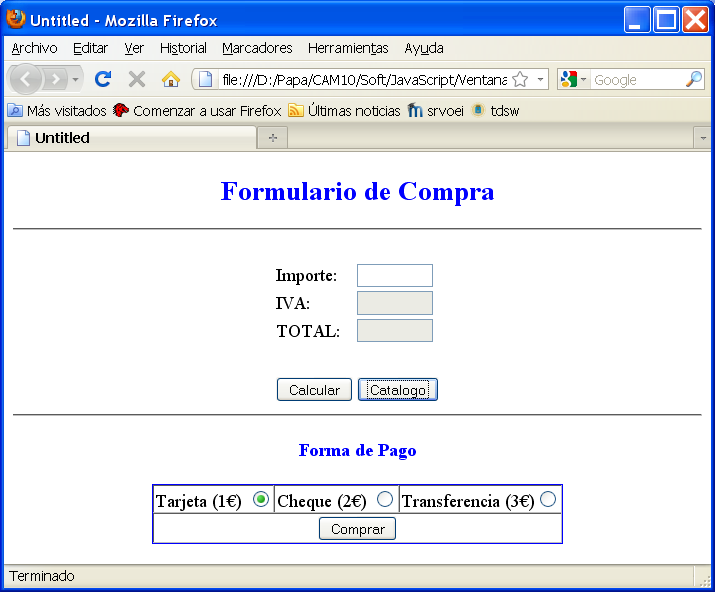 Untitled - Mozilla Firefox
Archivo Editar Ver Historial Marcadores Herramientas Ayuda
file:///D:/Papa/CAM10/Soft/JavaScript/Ventana Google
Más visitados Comenzar a usar Firefox Últimas noticias srvoei tdsw
Untitled
Formulario de Compra
Importe:
IVA:
TOTAL:
Calcular Catalogo
Forma de Pago
Tarjeta (1€) Cheque (2€) Transferencia (3€)
Comprar
Terminado